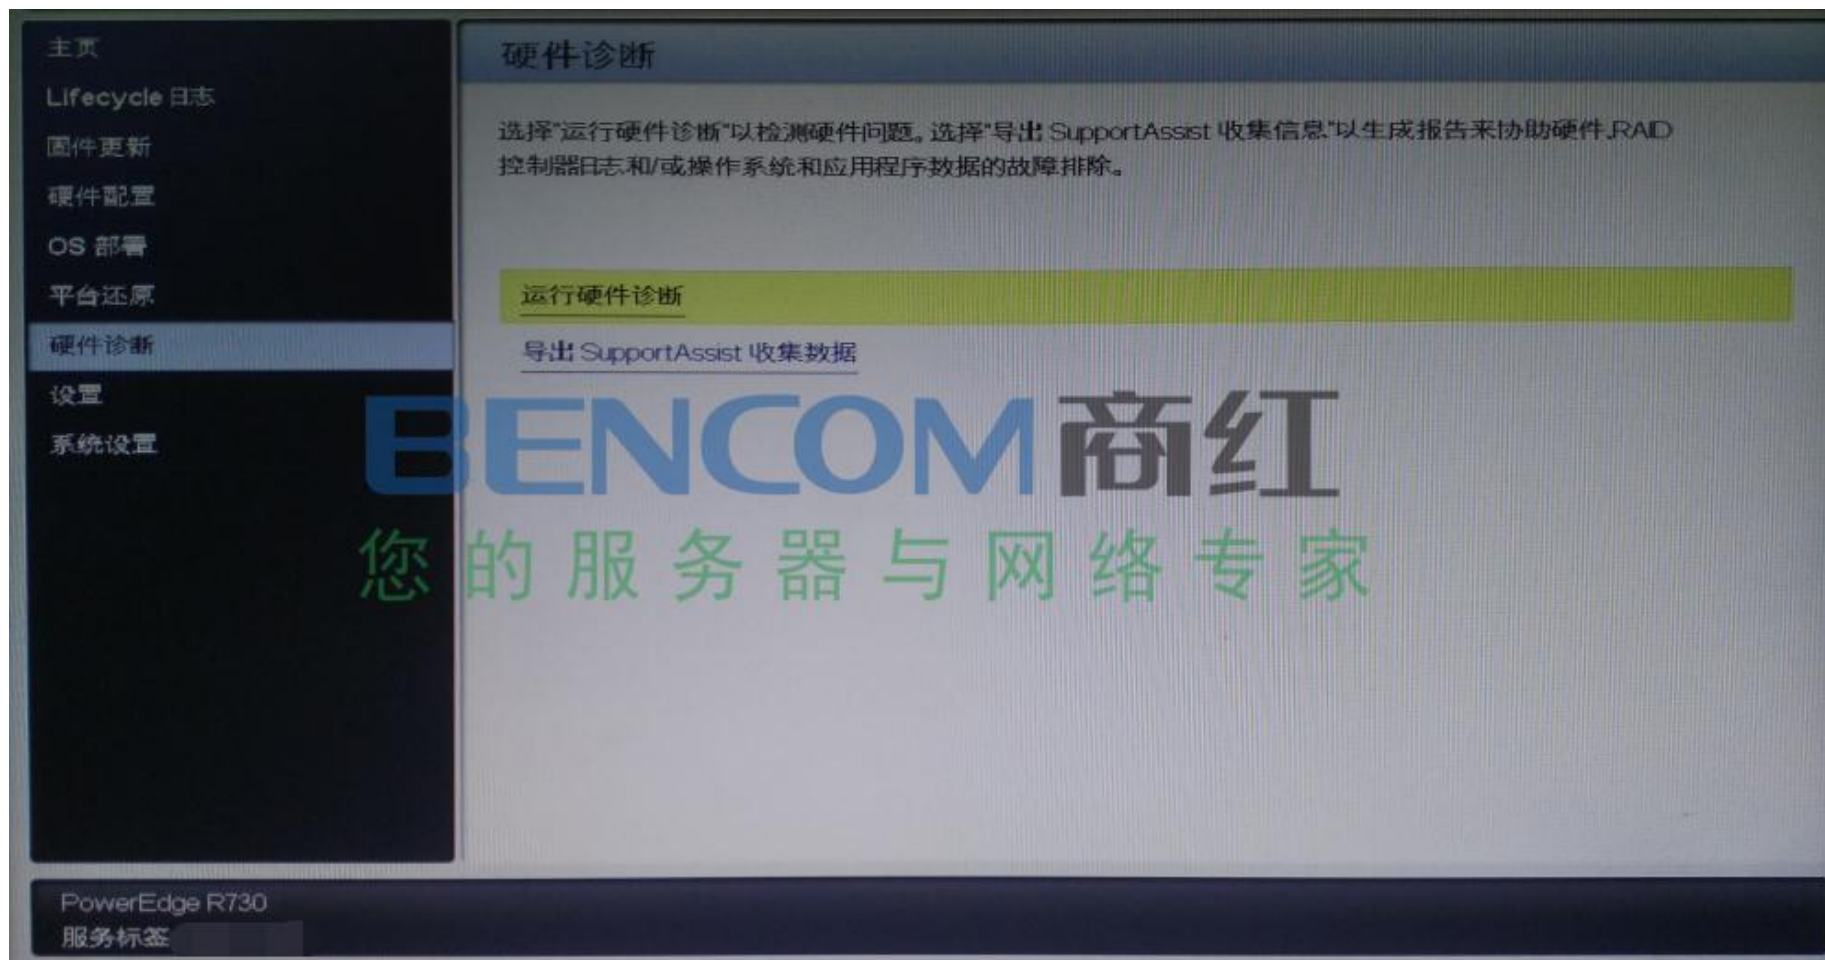 主页
Lifecycle 日志
固件更新
硬件配置
OS 部署
平台还原
硬件诊断
设置
系统设置
硬件诊断
选择"运行硬件诊断"以检测硬件问题。选择"导出 SupportAssist 收集信息"以生成报告来协助硬件、RAID
控制器日志和/或操作系统和应用程序数据的故障排除。
运行硬件诊断
导出 SupportAssist 收集数据
BENCOM商红
您的服务器与网络专家
PowerEdge R730
服务标签